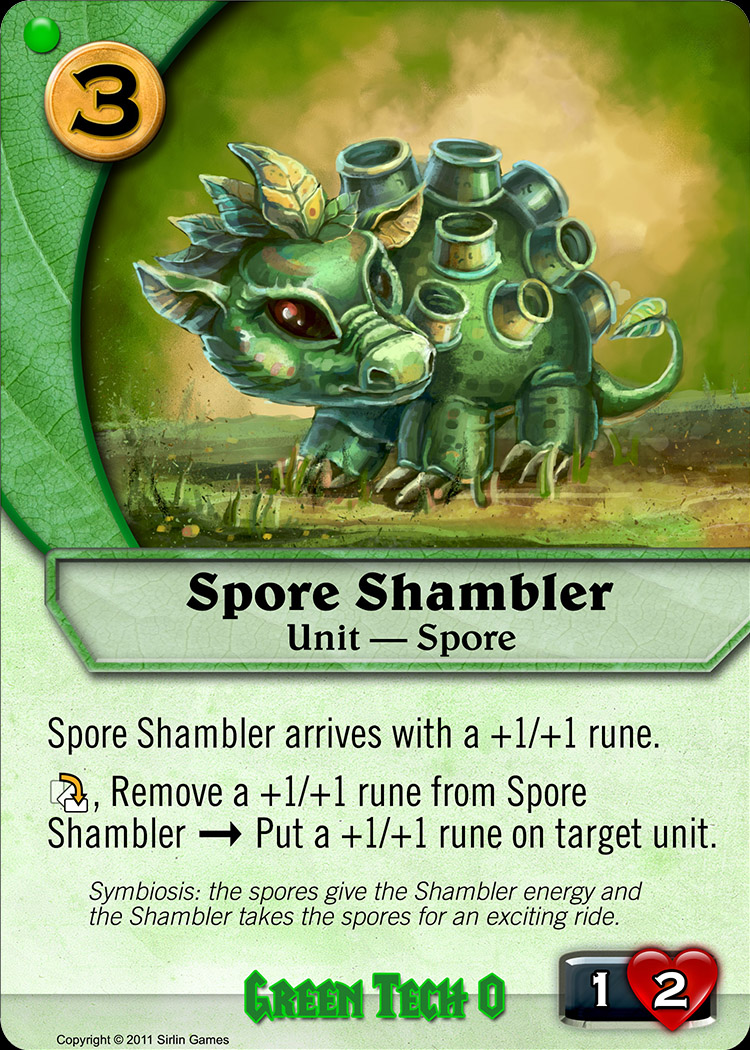 3
Spore Shambler
Unit — Spore
Spore Shambler arrives with a +1/+1 rune.
, Remove a +1/+1 rune from Spore
Shambler → Put a +1/+1 rune on target unit.
Symbiosis: the spores give the Shambler energy and
the Shambler takes the spores for an exciting ride.
Green Tech 0
1 2
Copyright © 2011 Sirlin Games